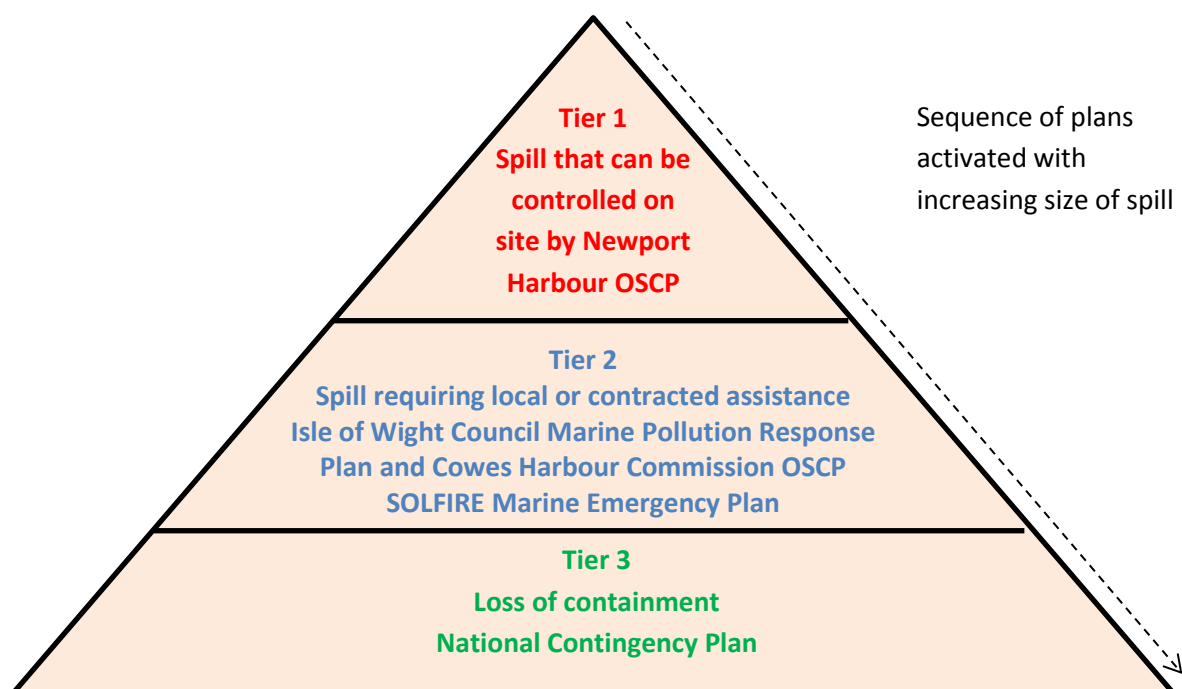 Tier 1
Spill that can be
controlled on
site by Newport
Harbour OSCP
Sequence of plans
activated with
increasing size of spill
Tier 2
Spill requiring local or contracted assistance
Isle of Wight Council Marine Pollution Response
Plan and Cowes Harbour Commission OSCP
SOLFIRE Marine Emergency Plan
Tier 3
Loss of containment
National Contingency Plan